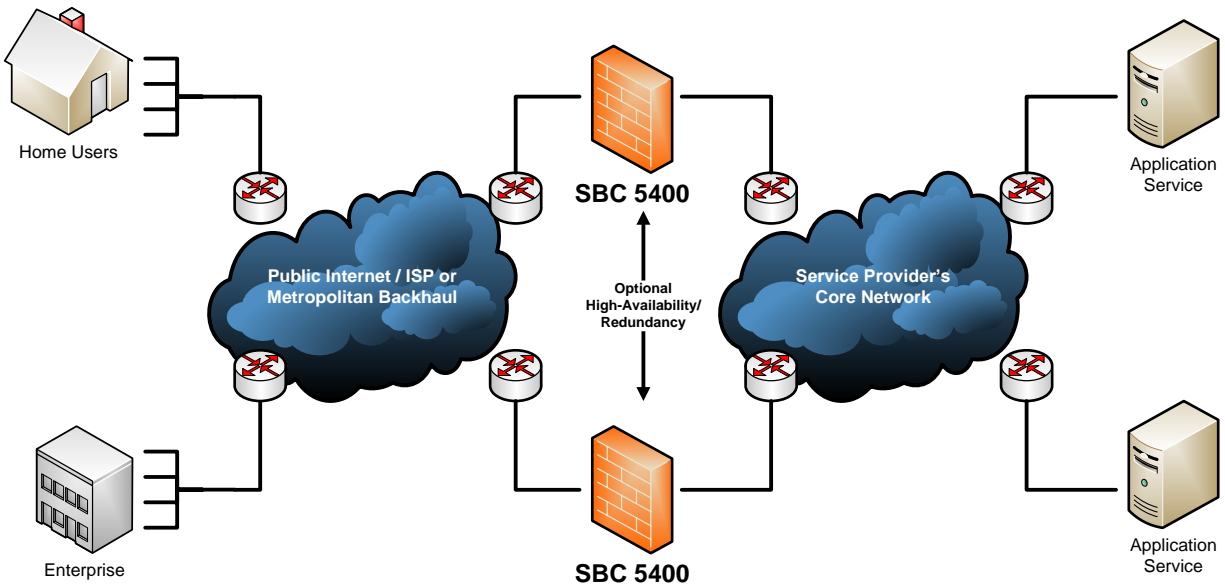 Home Users
SBC 5400
Application
Service
Public Internet / ISP or
Metropolitan Backhaul
Optional
High-Availability/
Redundancy
Service Provider's
Core Network
Enterprise
SBC 5400
Application
Service